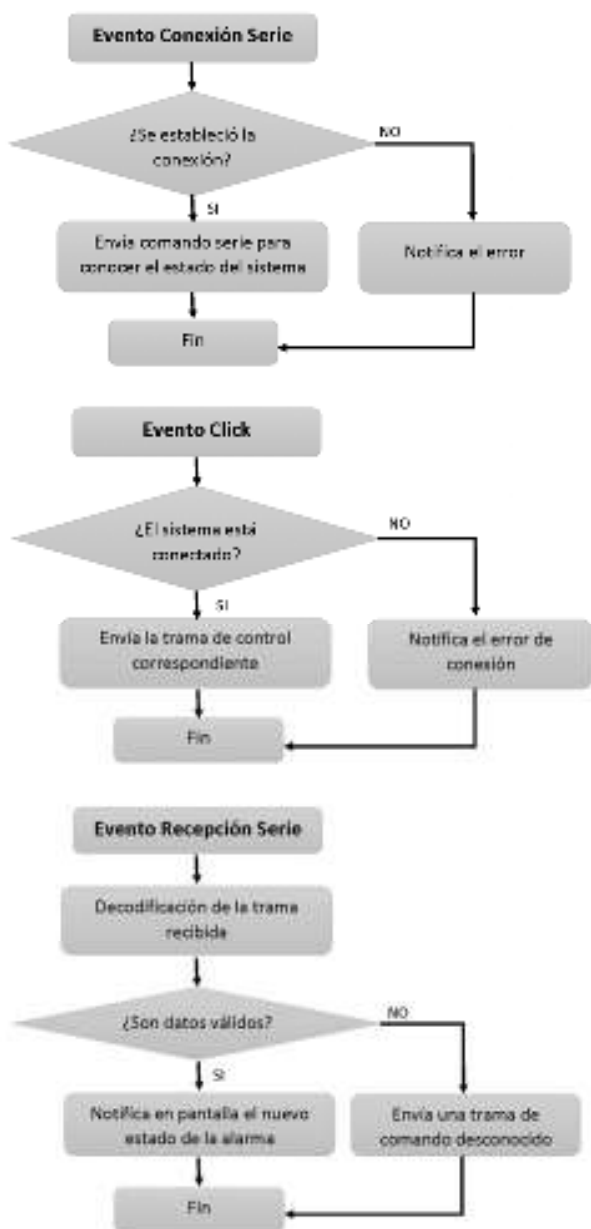 Evento Conexión Serie
¿Se estableció la
conexión?
NO
SI
Envía comando serie para
conocer el estado del sistema
Notifica el error
Fin
Evento Click
¿El sistema está
conectado?
NO
SI
Envía la trama de control
correspondiente
Notifica el error de
conexión
Fin
Evento Recepción Serie
Decodificación de la trama
recibida
¿Son datos válidos?
NO
SI
Notifica en pantalla el nuevo
estado de la alarma
Envía una trama de
comando desconocido
Fin